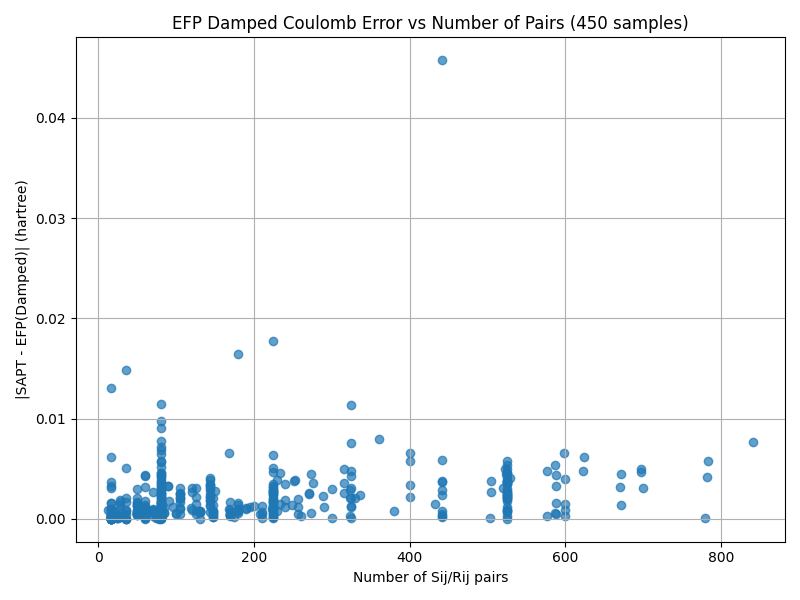 EFP Damped Coulomb Error vs Number of Pairs (450 samples)
|SAPT - EFP(Damped)| (hartree)
0.04
0.03
0.02
0.01
0.00
0 200 400 600 800
Number of Sij/Rij pairs